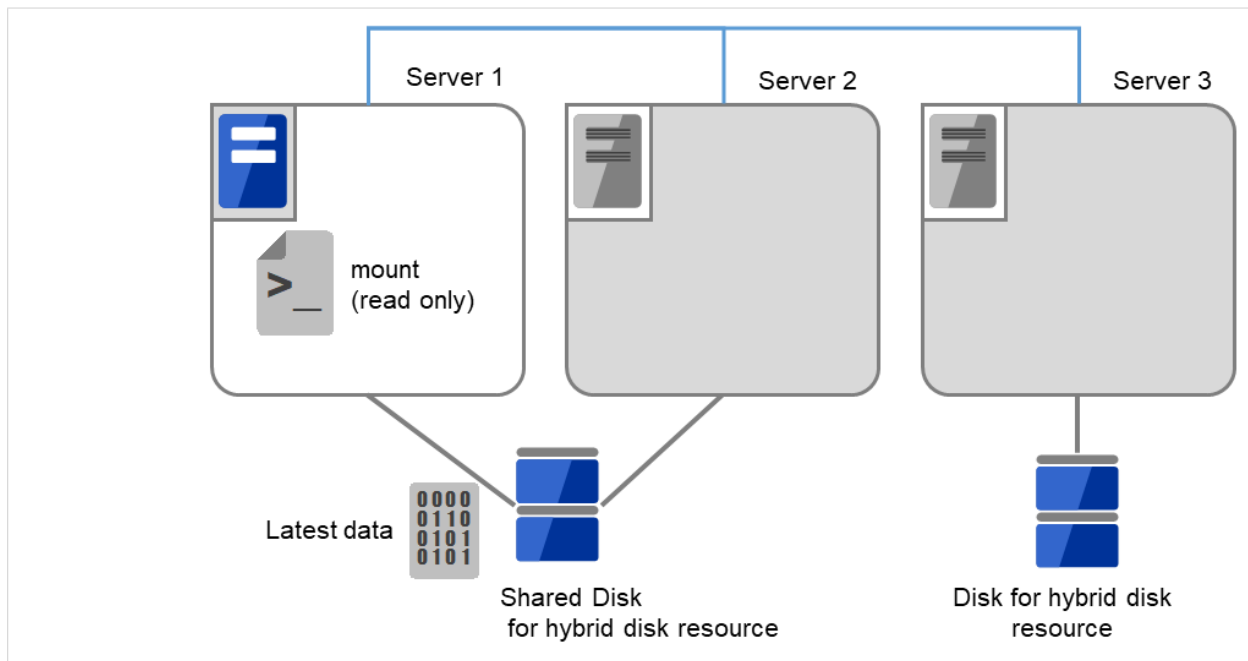 Server 1
Server 2
Server 3
mount
(read only)
>_
Latest data
0000
0110
0101
0101
Shared Disk
for hybrid disk resource
Disk for hybrid disk
resource